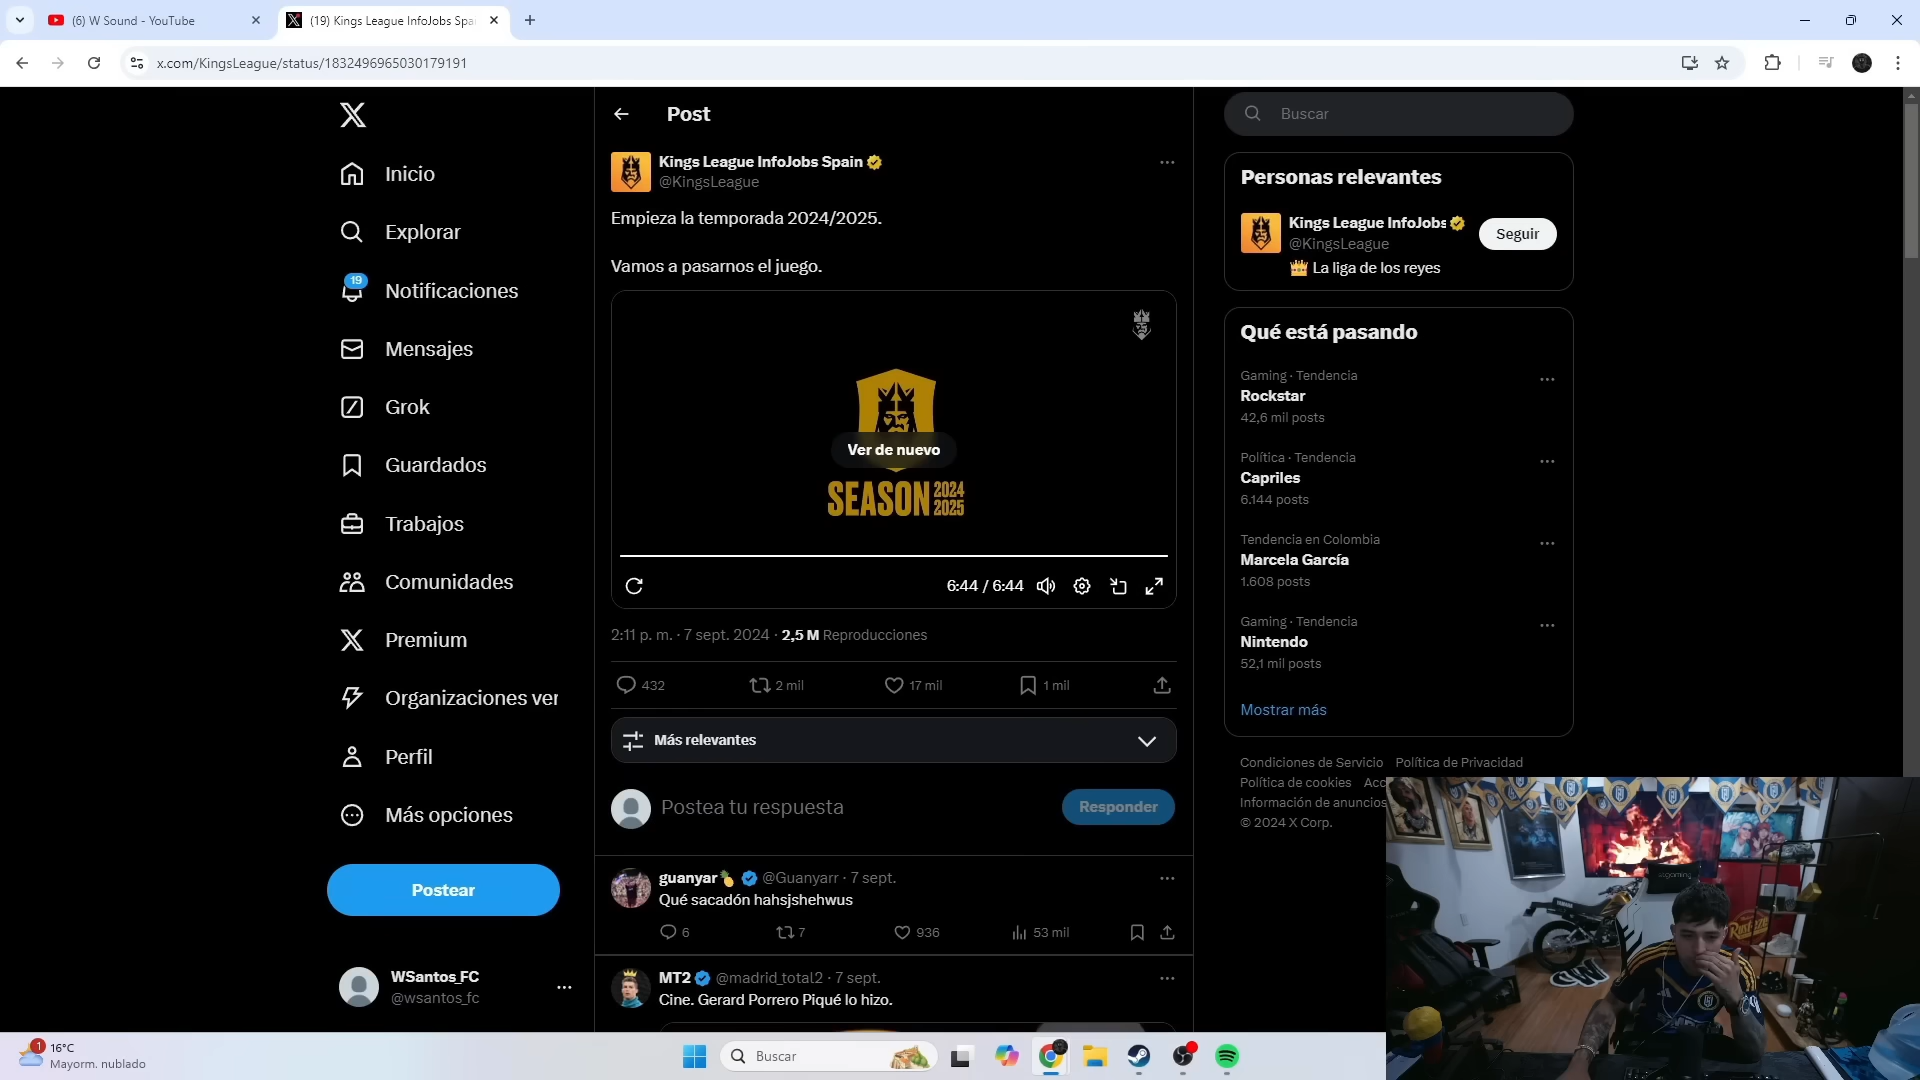 (6) W Sound - YouTube
(19) Kings League InfoJobs Spa
x.com/KingsLeague/status/1832496965030179191
Post
Buscar
Inicio
Explorar
19
Notificaciones
Mensajes
Grok
Guardados
Trabajos
Comunidades
Premium
Organizaciones ver
Perfil
Más opciones
Postear
WSantos_FC
@wsantos_fc
Kings League InfoJobs Spain
@KingsLeague
Empieza la temporada 2024/2025.
Vamos a pasarnos el juego.
Ver de nuevo
SEASON 2024 2025
6:44 / 6:44
2:11 p. m. · 7 sept. 2024 · 2,5 M Reproducciones
432
2 mil
17 mil
1 mil
Más relevantes
Postea tu respuesta
Responder
guanyar @Guanyarr · 7 sept.
Qué sacadón hahsjshehwus
6
7
936
53 mil
MT2 @madrid_total2 · 7 sept.
Cine. Gerard Porrero Piqué lo hizo.
Personas relevantes
Kings League InfoJobs
@KingsLeague
Seguir
La liga de los reyes
Qué está pasando
Gaming · Tendencia
Rockstar
42,6 mil posts
Política · Tendencia
Capriles
6.144 posts
Tendencia en Colombia
Marcela García
1.608 posts
Gaming · Tendencia
Nintendo
52,1 mil posts
Mostrar más
Condiciones de Servicio Política de Privacidad
Política de cookies Acc
Información de anuncios
© 2024 X Corp.
1
16°C
Mayorm. nublado
Buscar